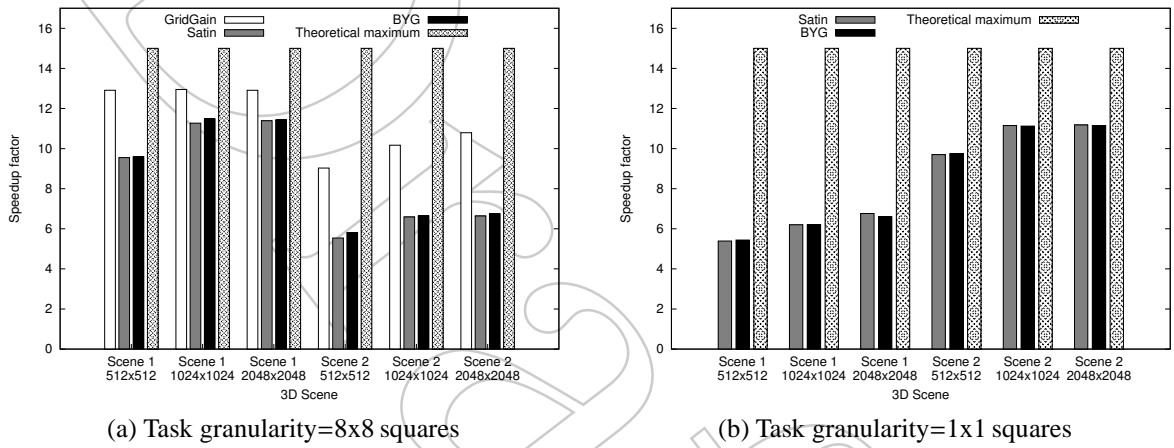 GridGain
Satin
BYG
Theoretical maximum
16
14
12
10
8
6
4
2
0
Speedup factor
Scene 1
512x512
Scene 1
1024x1024
Scene 1
2048x2048
Scene 2
512x512
Scene 2
1024x1024
Scene 2
2048x2048
3D Scene
(a) Task granularity=8x8 squares
Satin
BYG
Theoretical maximum
16
14
12
10
8
6
4
2
0
Speedup factor
Scene 1
512x512
Scene 1
1024x1024
Scene 1
2048x2048
Scene 2
512x512
Scene 2
1024x1024
Scene 2
2048x2048
3D Scene
(b) Task granularity=1x1 squares